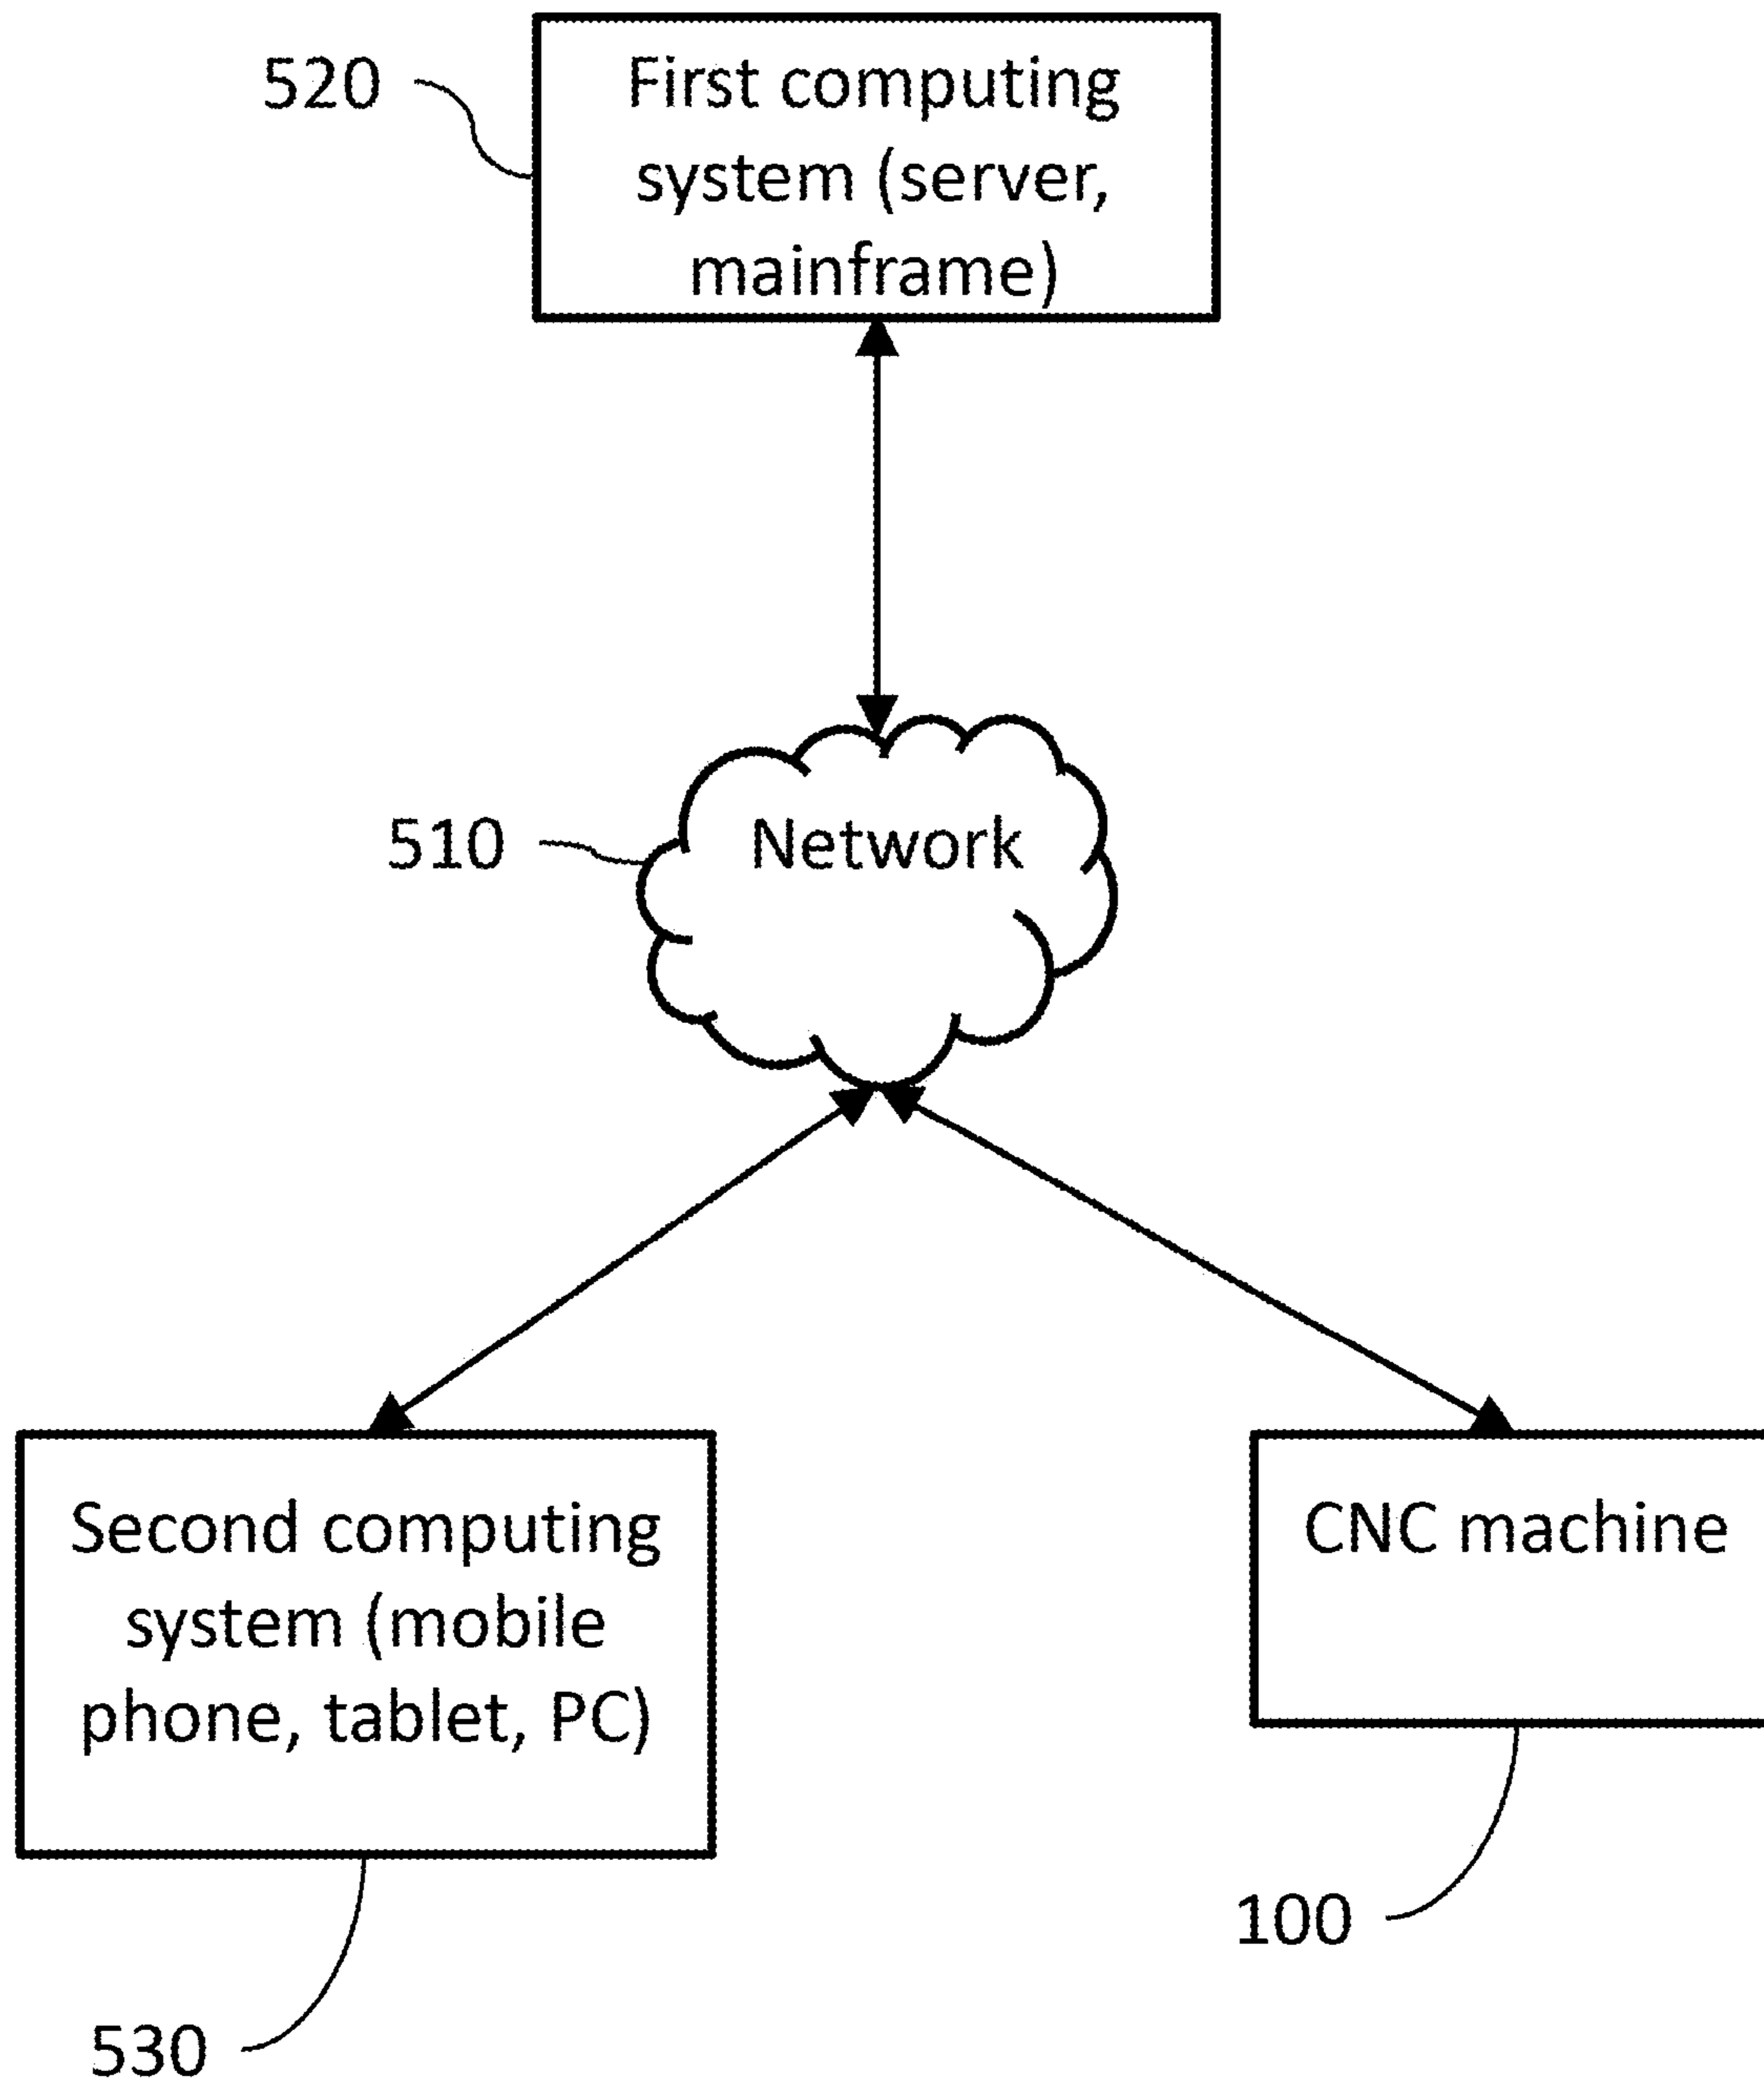 520
First computing
system (server,
mainframe)
510
Network
Second computing
system (mobile
phone, tablet, PC)
CNC machine
100
530